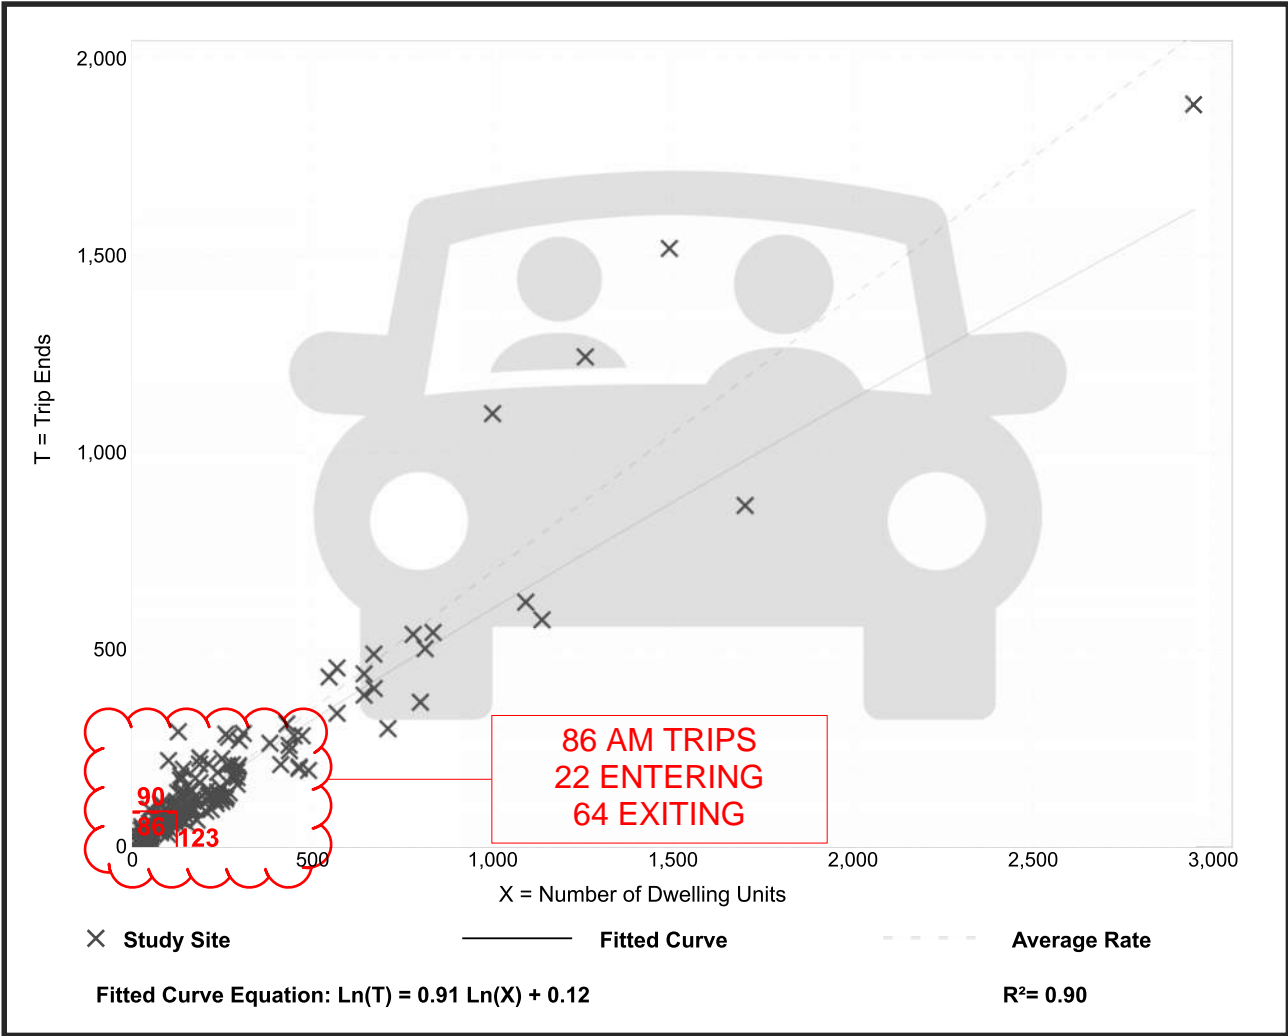 2,000
1,500
1,000
500
0
T = Trip Ends
90
86
123
86 AM TRIPS
22 ENTERING
64 EXITING
0 500 1,000 1,500 2,000 2,500 3,000
X = Number of Dwelling Units
Study Site Fitted Curve Average Rate
Fitted Curve Equation: Ln(T) = 0.91 Ln(X) + 0.12 R²= 0.90